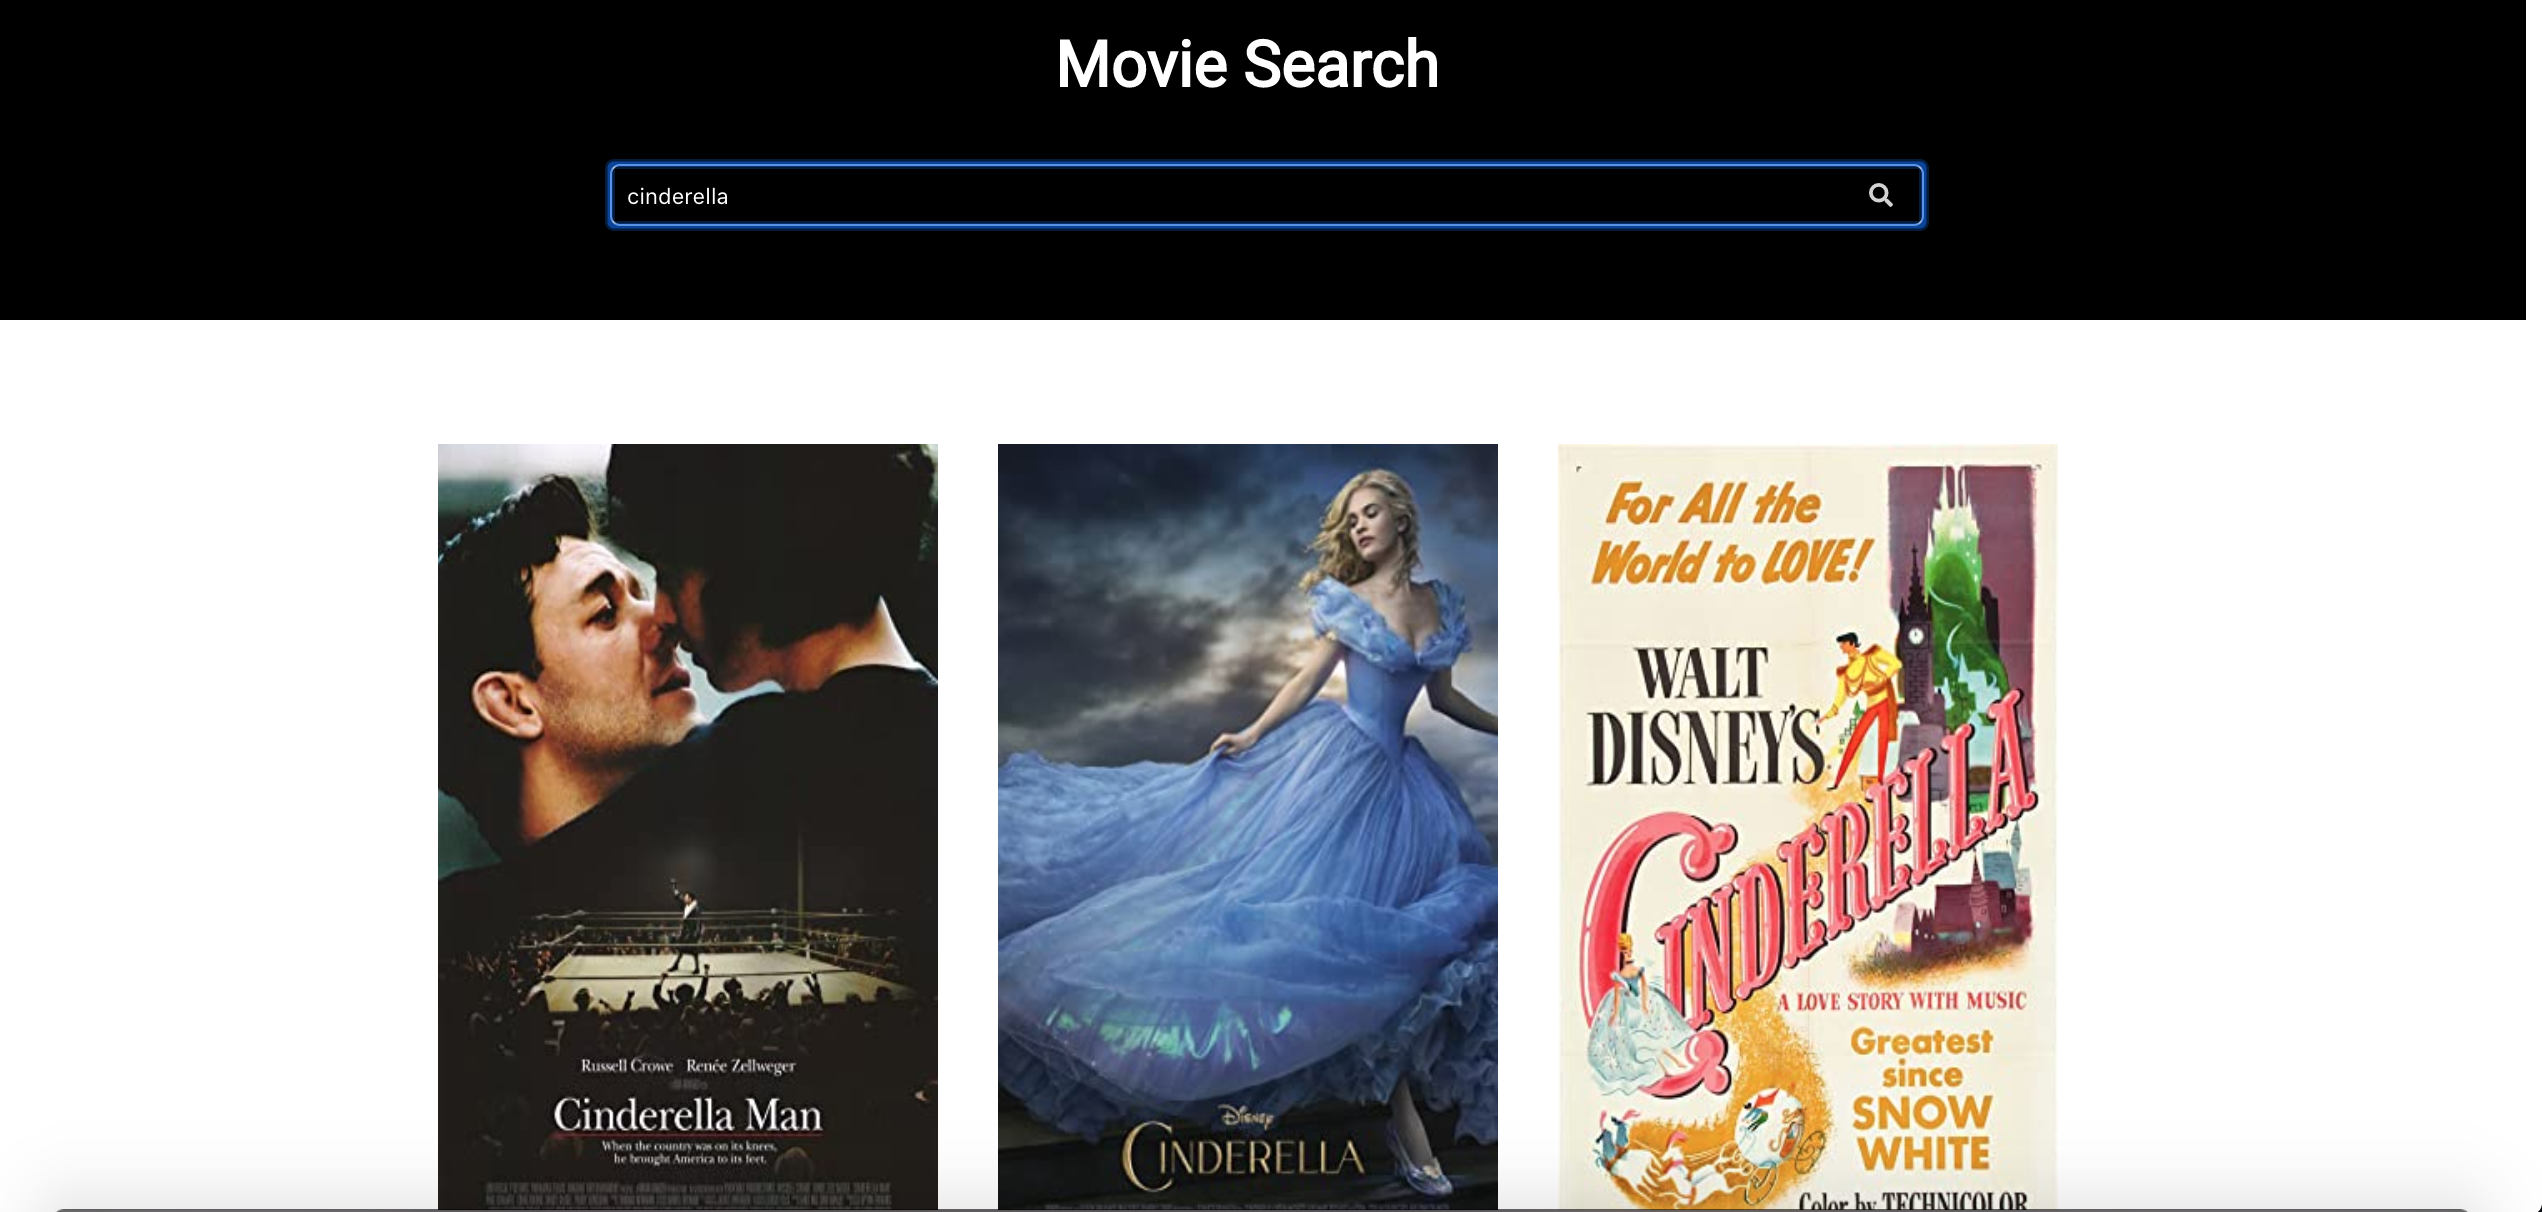 Movie Search
cinderella
Russell Crowe Renée Zellweger
Cinderella Man
When the country was on its knees,
he brought America to its feet.
Disney
CINDERELLA
For All the
World to LOVE!
WALT
DISNEY'S
CINDERELLA
A LOVE STORY WITH MUSIC
Greatest
since
SNOW
WHITE
Color by TECHNICOLOR